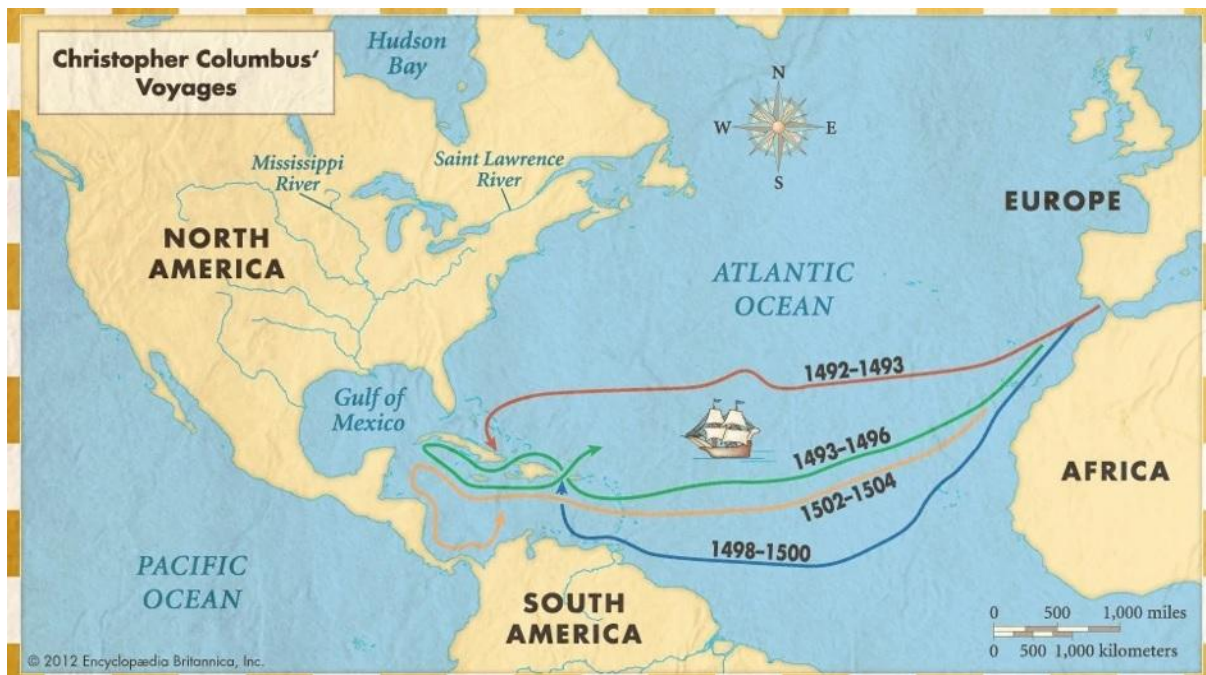 Christopher Columbus'
Voyages
Hudson
Bay
N
W
E
S
Mississippi
River
Saint Lawrence
River
EUROPE
NORTH
AMERICA
ATLANTIC
OCEAN
1492–1493
Gulf of
Mexico
1493–1496
AFRICA
1502–1504
1498–1500
PACIFIC
OCEAN
SOUTH
AMERICA
0 500 1,000 miles
0 500 1,000 kilometers
© 2012 Encyclopædia Britannica, Inc.